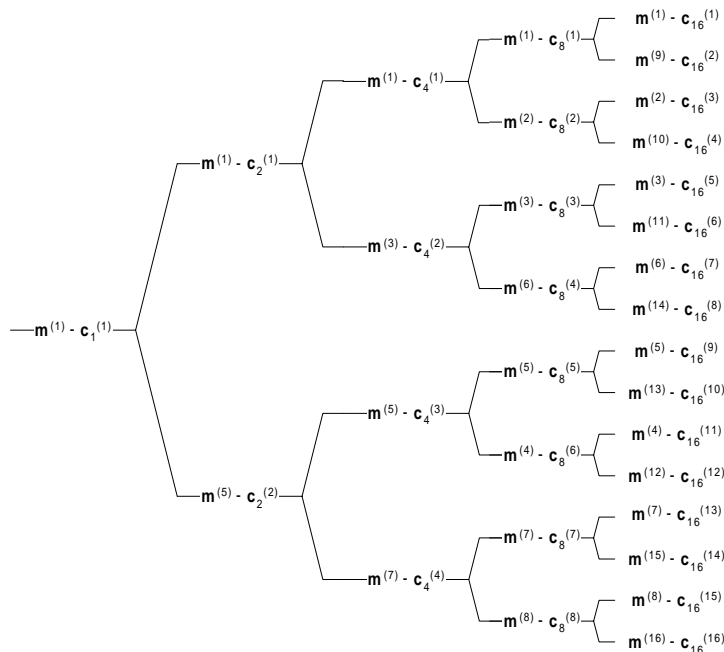 m(1) - c16(1)
m(1) - c8(1)
m(9) - c16(2)
m(1) - c4(1)
m(2) - c16(3)
m(2) - c8(2)
m(10) - c16(4)
m(1) - c2(1)
m(3) - c16(5)
m(3) - c8(3)
m(11) - c16(6)
m(3) - c4(2)
m(6) - c16(7)
m(6) - c8(4)
m(14) - c16(8)
m(1) - c1(1)
m(5) - c16(9)
m(5) - c8(5)
m(13) - c16(10)
m(5) - c4(3)
m(4) - c16(11)
m(4) - c8(6)
m(12) - c16(12)
m(5) - c2(2)
m(7) - c16(13)
m(7) - c8(7)
m(15) - c16(14)
m(7) - c4(4)
m(8) - c16(15)
m(8) - c8(8)
m(16) - c16(16)